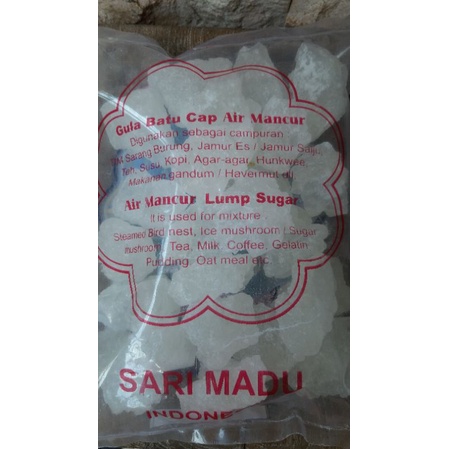 Gula Batu Cap Air Mancur
Digunakan sebagai campuran
Sarang Burung, Jamur Es / Jamur
Teh, Susu, Kopi, Agar-agar, Hunkwee,
Makanan gandum / Havermut dll
Air Mancur Lump Sugar
It is used for mixture
Steamed Bird nest, Ice mushroom / Sugar
mushroom, Tea, Milk, Coffee, Gelatin
Pudding, Oat meal etc.
SARI MADU
INDONE